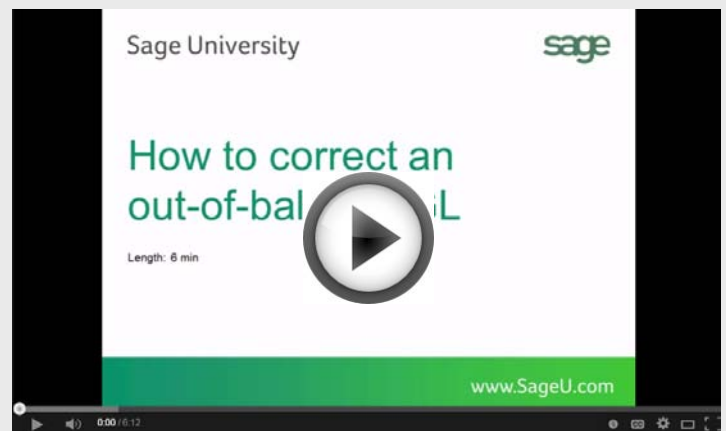 Sage University
sage
How to correct an
out-of-bal GL
Length: 6 min
www.SageU.com
0:00 / 6:12